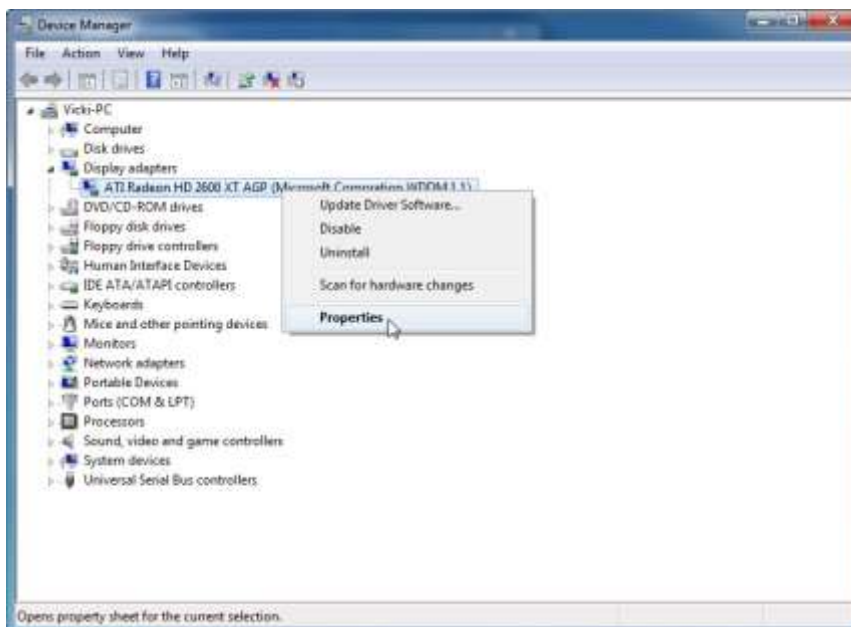 Device Manager
File Action View Help
Vicki-PC
Computer
Disk drives
Display adapters
ATI Radeon HD 2600 XT AGP (Microsoft Corporation WDDM 1.1)
Update Driver Software...
Disable
Uninstall
Scan for hardware changes
Properties
DVD/CD-ROM drives
Floppy disk drives
Floppy drive controllers
Human Interface Devices
IDE ATA/ATAPI controllers
Keyboards
Mice and other pointing devices
Monitors
Network adapters
Portable Devices
Ports (COM & LPT)
Processors
Sound, video and game controllers
System devices
Universal Serial Bus controllers
Opens property sheet for the current selection.